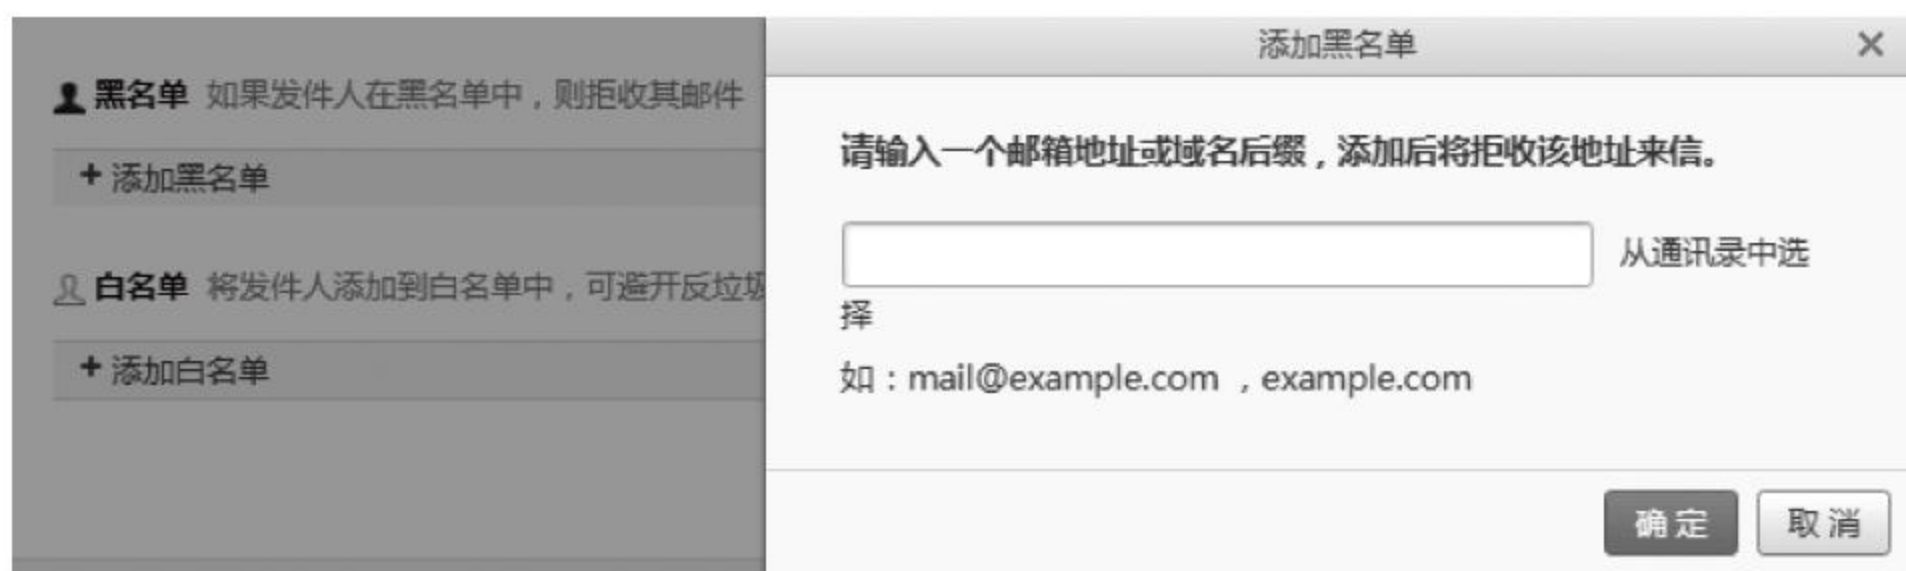 黑名单 如果发件人在黑名单中，则拒收其邮件
+ 添加黑名单
白名单 将发件人添加到白名单中，可避开反垃圾
+ 添加白名单
添加黑名单 ×
请输入一个邮箱地址或域名后缀，添加后将拒收该地址来信。
从通讯录中选
择
如：mail@example.com ，example.com
确定 取消